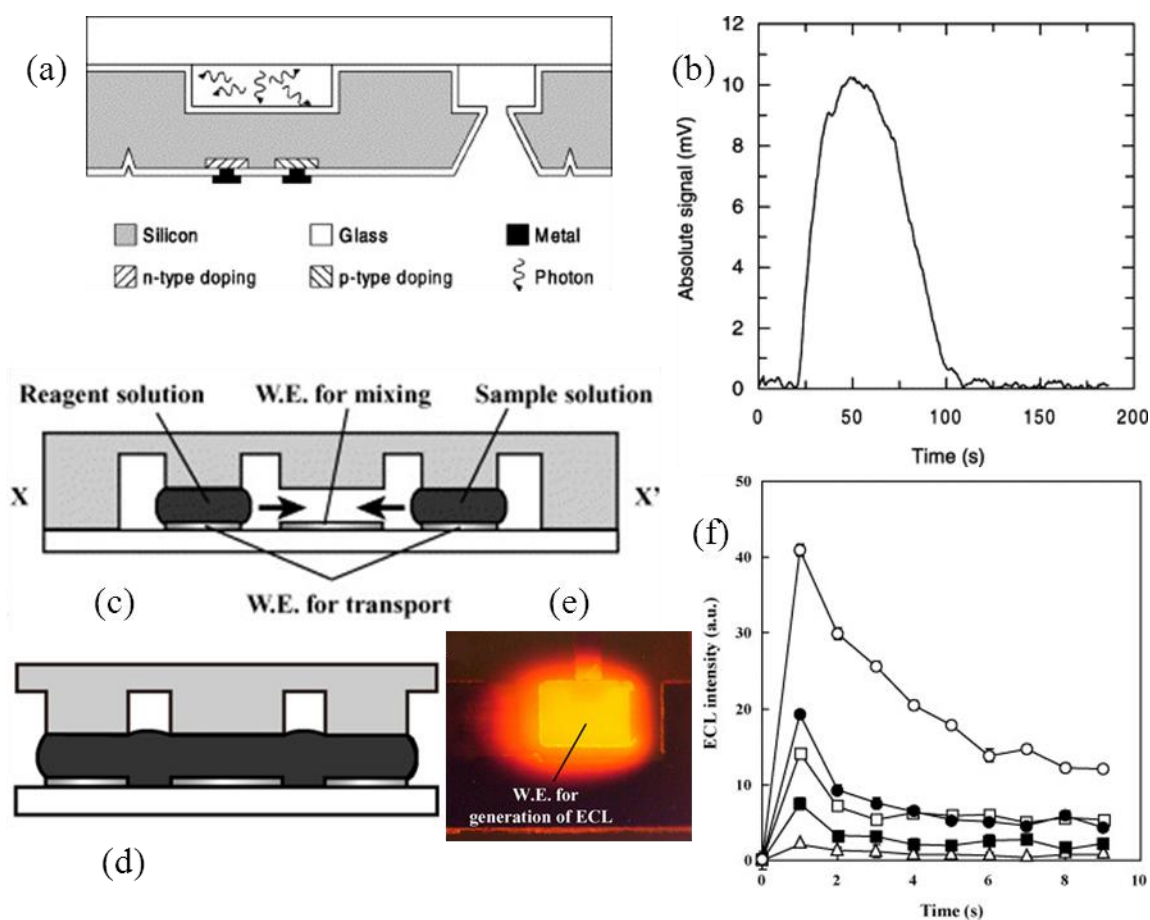 (a)
Silicon
Glass
Metal
n-type doping
p-type doping
Photon
(b)
12
10
8
6
4
2
0
Absolute signal (mV)
0 50 100 150 200
Time (s)
Reagent solution
W.E. for mixing
Sample solution
X
X'
(c)
W.E. for transport
(e)
(d)
W.E. for
generation of ECL
(f)
50
40
30
20
10
0
ECL intensity (a.u.)
0 2 4 6 8 10
Time (s)